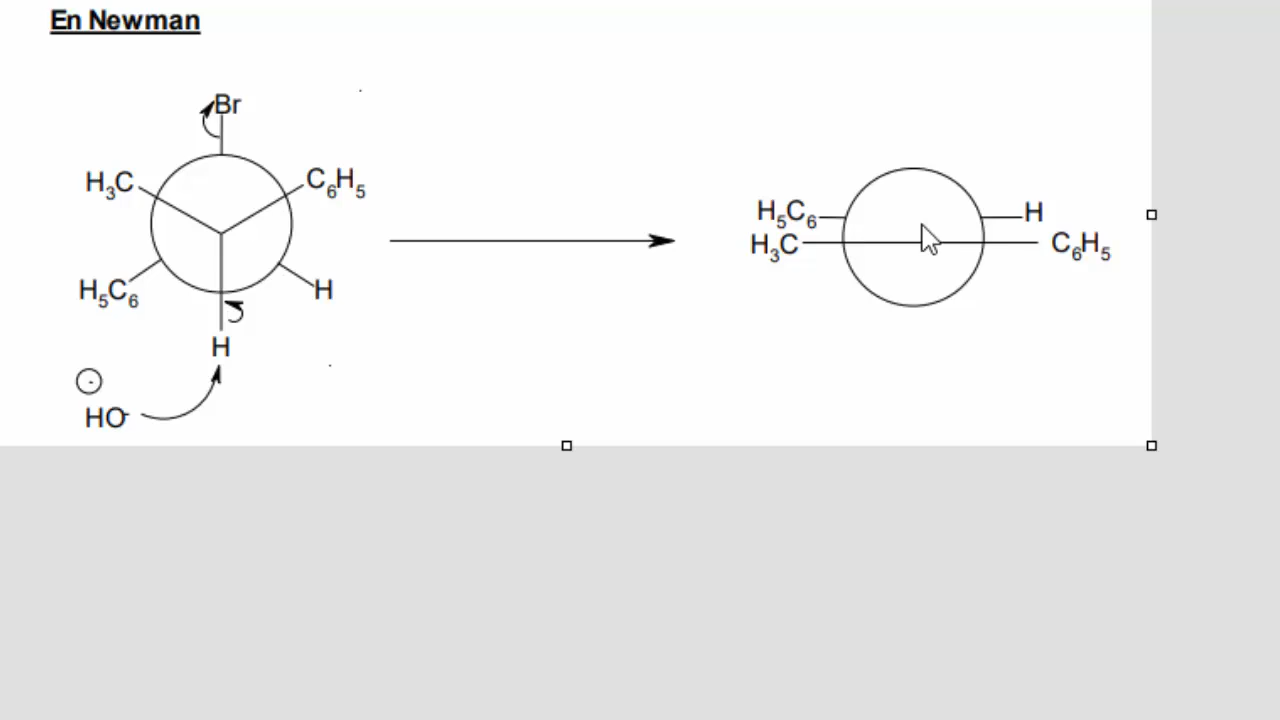 En Newman
Br
H₃C C₆H₅
H₅C₆ H
H₅C₆ H
H₃C C₆H₅
H
-
HO